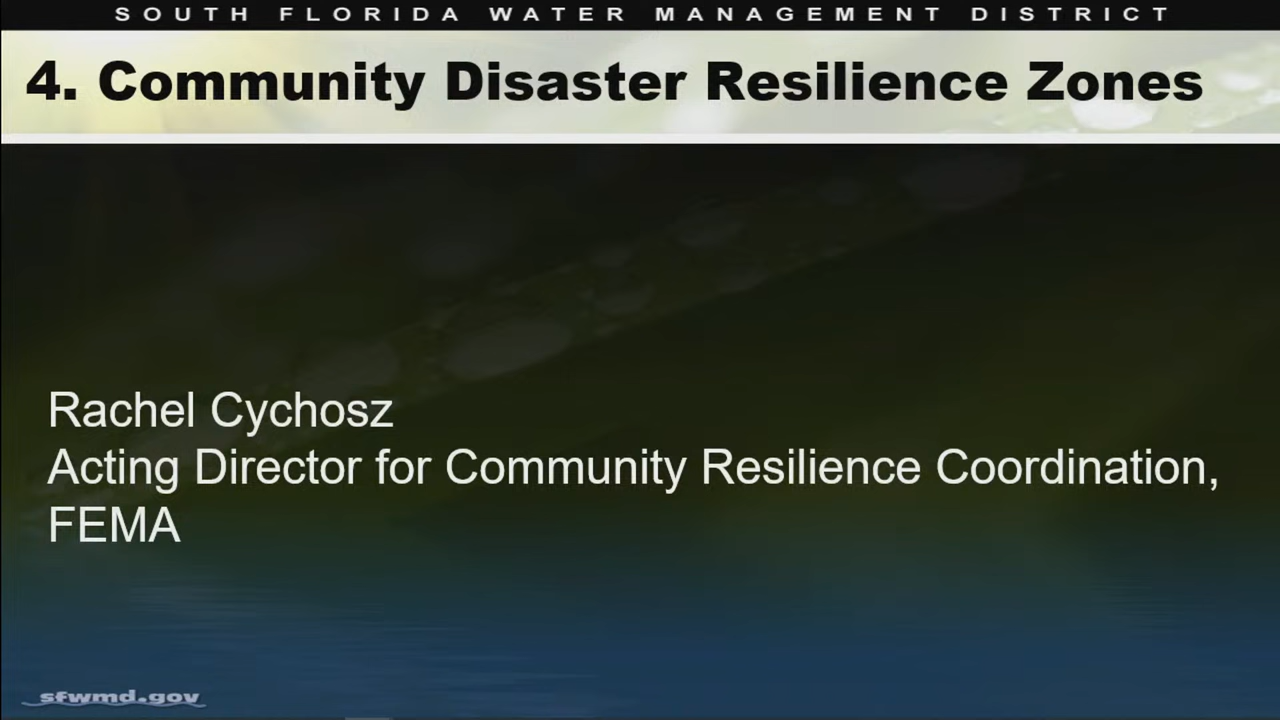 SOUTH FLORIDA WATER MANAGEMENT DISTRICT
4. Community Disaster Resilience Zones
Rachel Cychosz
Acting Director for Community Resilience Coordination,
FEMA
sfwmd.gov